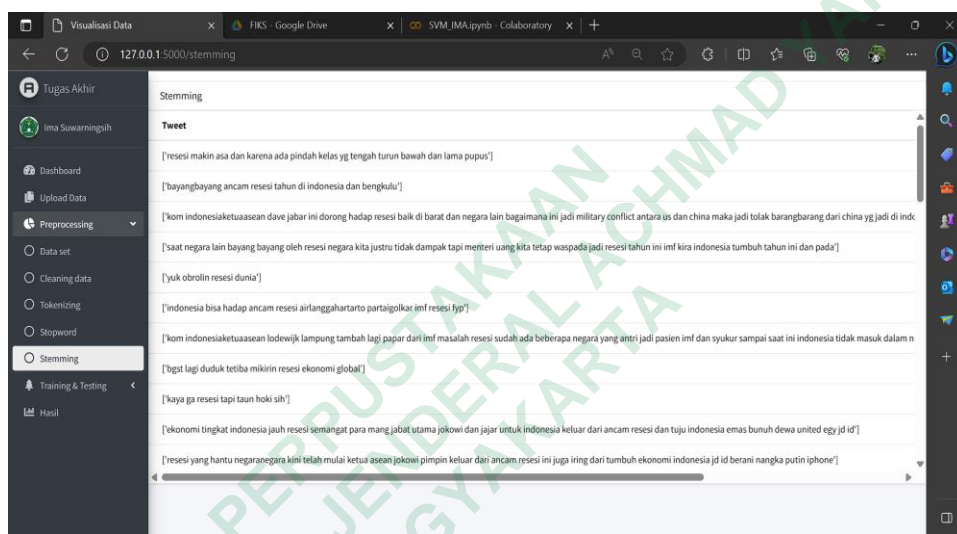 Visualisasi Data
FIKS - Google Drive
SVM_IMA.ipynb - Colaboratory
127.0.0.1:5000/stemming
Tugas Akhir
Ima Suwarningsih
Dashboard
Upload Data
Preprocessing
Data set
Cleaning data
Tokenizing
Stopword
Stemming
Training & Testing
Hasil
Stemming
Tweet
['resesi makin asa dan karena ada pindah kelas yg tengah turun bawah dan lama pupus']
['bayangbayang ancam resesi tahun di indonesia dan bengkulu']
['kom indonesiaketuaasean dave jabar ini dorong hadap resesi baik di barat dan negara lain bagaimana ini jadi military conflict antara us dan china maka jadi tolak barangbarang dari china yg jadi di indo
['saat negara lain bayang bayang oleh resesi negara kita justru tidak dampak tapi menteri uang kita tetap waspada jadi resesi tahun ini imf kira indonesia tumbuh tahun ini dan pada']
['yuk obrolin resesi dunia']
['indonesia bisa hadap ancam resesi airlanggahartarto partaigolkar imf resesi fyp']
['kom indonesiaketuaasean lodewijk lampung tambah lagi papar dari imf masalah resesi sudah ada beberapa negara yang antri jadi pasien imf dan syukur sampai saat ini indonesia tidak masuk dalam n
['bgst lagi duduk tetiba mikirin resesi ekonomi global']
['kaya ga resesi tapi taun hoki sih']
['ekonomi tingkat indonesia jauh resesi semangat para mang jabat utama jokowi dan jajar untuk indonesia keluar dari ancam resesi dan tuju indonesia emas bunuh dewa united egy jd id']
['resesi yang hantu negaranegara kini telah mulai ketua asean jokowi pimpin keluar dari ancam resesi ini juga iring dari tumbuh ekonomi indonesia jd id berani nangka putin iphone']
PERPUSTAKAAN
JENDERAL ACHMAD YAN
GYAKARTA